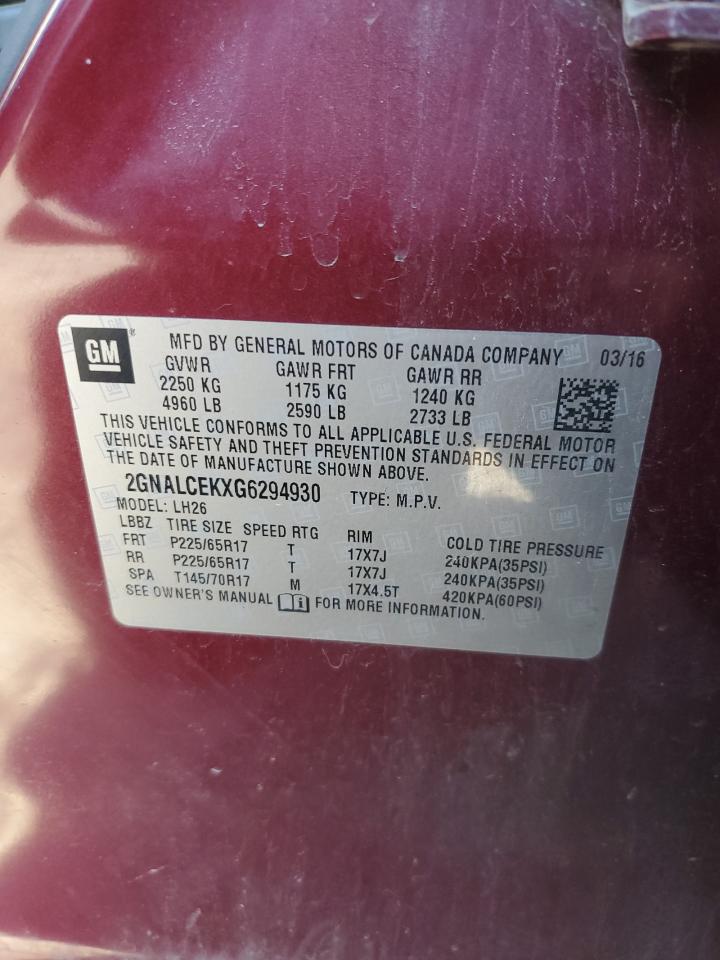 GM ® MFD BY GENERAL MOTORS OF CANADA COMPANY 03/16
GVWR GAWR FRT GAWR RR
2250 KG 1175 KG 1240 KG
4960 LB 2590 LB 2733 LB
THIS VEHICLE CONFORMS TO ALL APPLICABLE U.S. FEDERAL MOTOR
VEHICLE SAFETY AND THEFT PREVENTION STANDARDS IN EFFECT ON
THE DATE OF MANUFACTURE SHOWN ABOVE.
2GNALCEKXG6294930 TYPE: M.P.V.
MODEL: LH26
LBBZ TIRE SIZE SPEED RTG RIM COLD TIRE PRESSURE
FRT P225/65R17 T 17X7J 240KPA(35PSI)
RR P225/65R17 T 17X7J 240KPA(35PSI)
SPA T145/70R17 M 17X4.5T 420KPA(60PSI)
SEE OWNER'S MANUAL i FOR MORE INFORMATION.